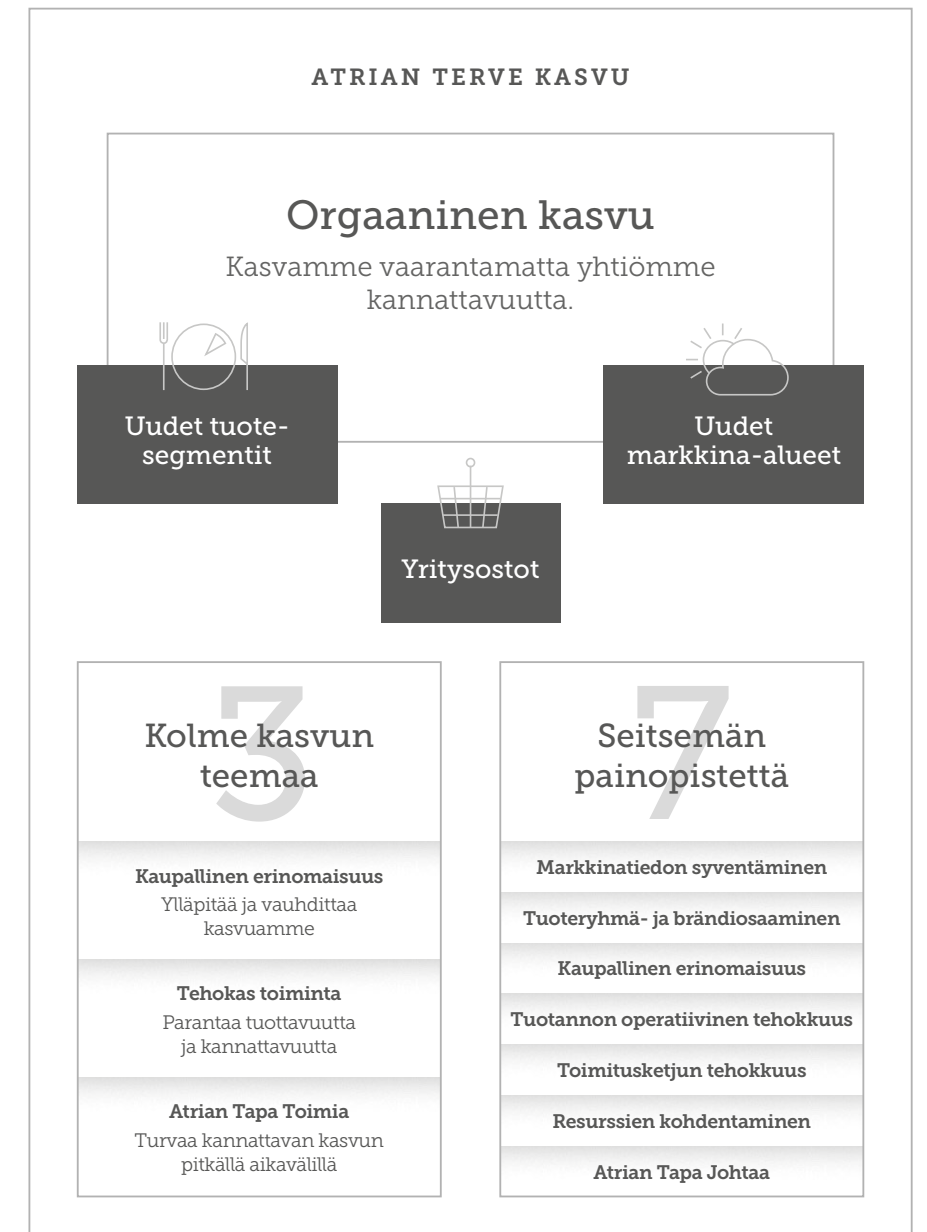 ATRIAN TERVE KASVU
Orgaaninen kasvu
Kasvamme vaarantamatta yhtiömme
kannattavuutta.
Uudet tuote-
segmentit
Uudet
markkina-alueet
Yritysostot
3
Kolme kasvun
teemaa
Kaupallinen erinomaisuus
Ylläpitää ja vauhdittaa
kasvuamme
Tehokas toiminta
Parantaa tuottavuutta
ja kannattavuutta
Atrian Tapa Toimia
Turvaa kannattavan kasvun
pitkällä aikavälillä
7
Seitsemän
painopistettä
Markkinatiedon syventäminen
Tuoteryhmä- ja brändiosaaminen
Kaupallinen erinomaisuus
Tuotannon operatiivinen tehokkuus
Toimitusketjun tehokkuus
Resurssien kohdentaminen
Atrian Tapa Johtaa